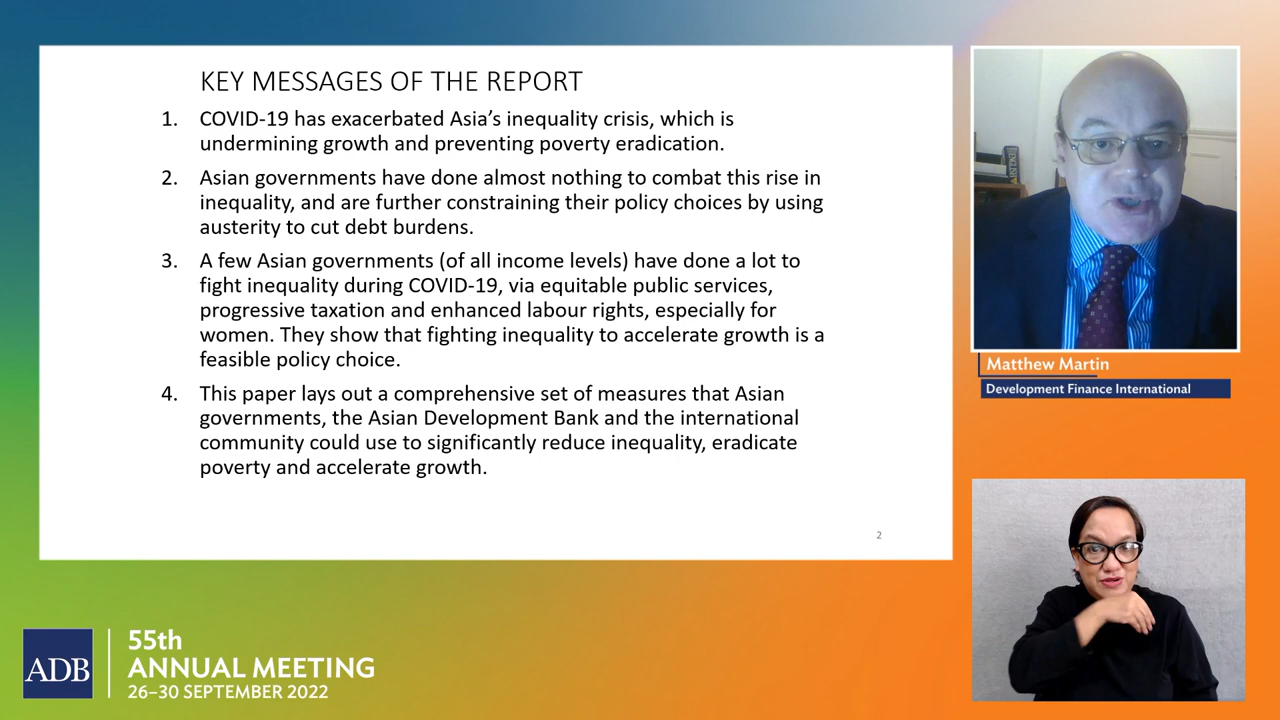 KEY MESSAGES OF THE REPORT
1. COVID-19 has exacerbated Asia’s inequality crisis, which is
undermining growth and preventing poverty eradication.
2. Asian governments have done almost nothing to combat this rise in
inequality, and are further constraining their policy choices by using
austerity to cut debt burdens.
3. A few Asian governments (of all income levels) have done a lot to
fight inequality during COVID-19, via equitable public services,
progressive taxation and enhanced labour rights, especially for
women. They show that fighting inequality to accelerate growth is a
feasible policy choice.
4. This paper lays out a comprehensive set of measures that Asian
governments, the Asian Development Bank and the international
community could use to significantly reduce inequality, eradicate
poverty and accelerate growth.
2
ENGLISH
Matthew Martin
Development Finance International
ADB
55th
ANNUAL MEETING
26–30 SEPTEMBER 2022